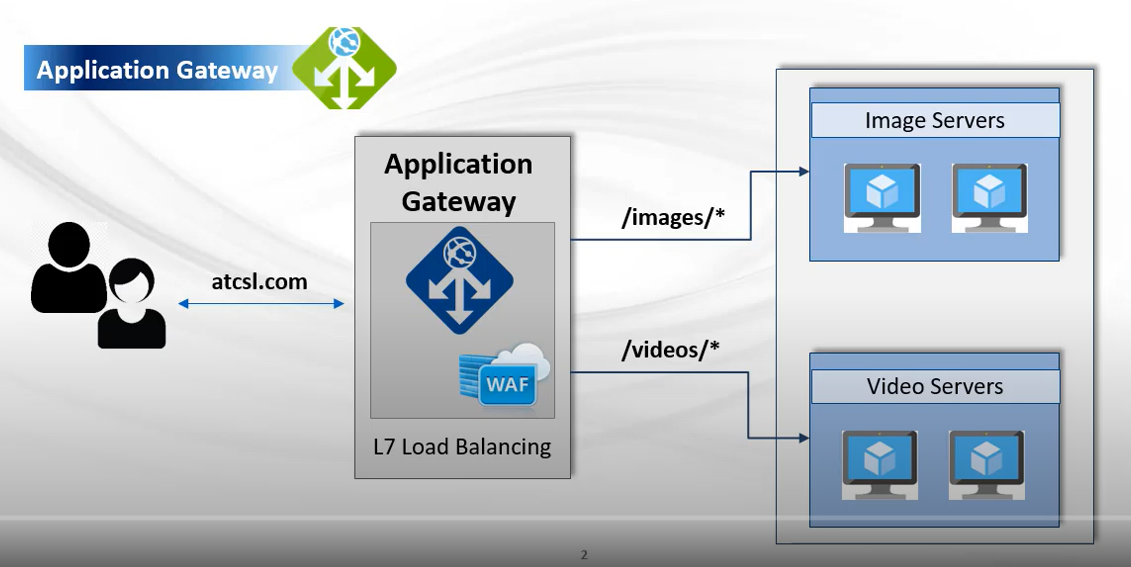 Application Gateway
Application
Gateway
WAF
L7 Load Balancing
atcsl.com
/images/*
/videos/*
Image Servers
Video Servers
2